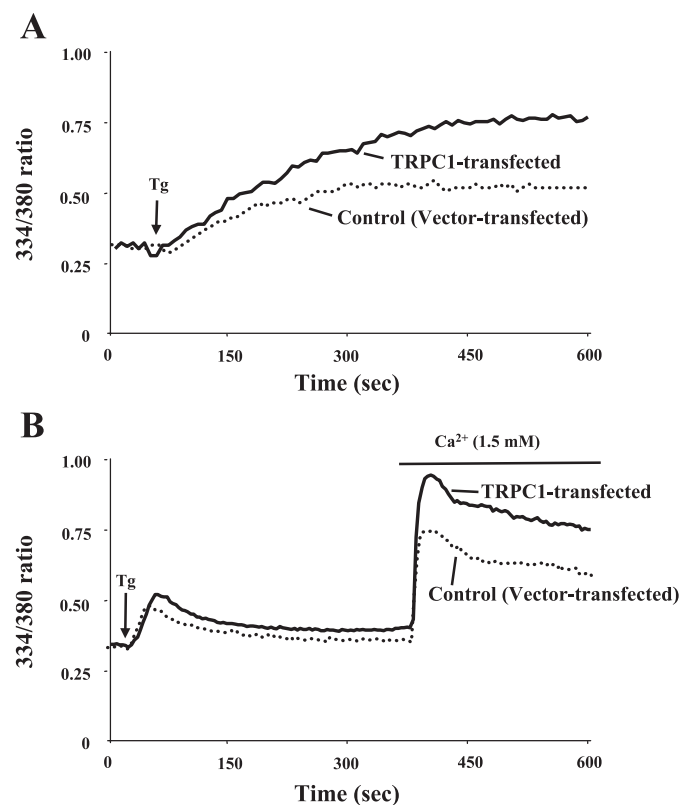 A
1.00
0.75
0.50
0.25
0
334/380 ratio
Tg
TRPC1-transfected
Control (Vector-transfected)
0 150 300 450 600
Time (sec)
B
Ca²⁺ (1.5 mM)
1.00
0.75
0.50
0.25
0
334/380 ratio
Tg
TRPC1-transfected
Control (Vector-transfected)
0 150 300 450 600
Time (sec)